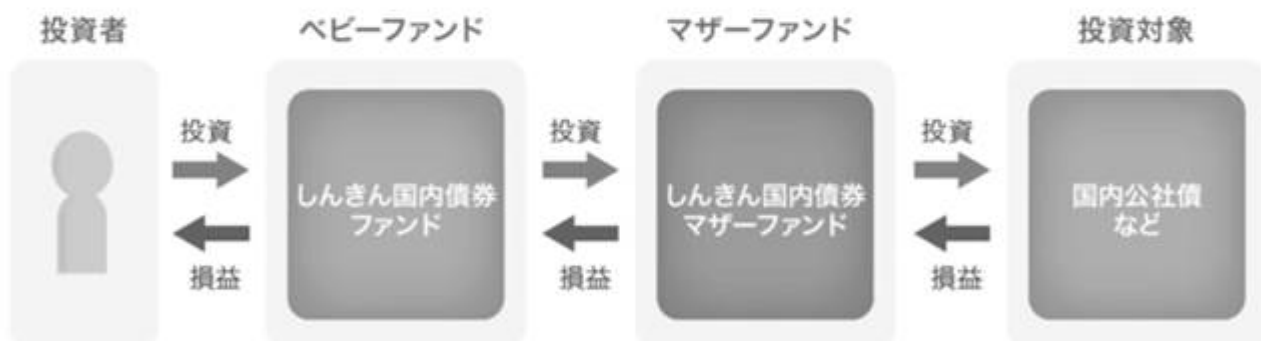 投資者
ベビーファンド
マザーファンド
投資対象
投資
投資
投資
しんきん国内債券
ファンド
しんきん国内債券
マザーファンド
国内公社債
など
損益
損益
損益